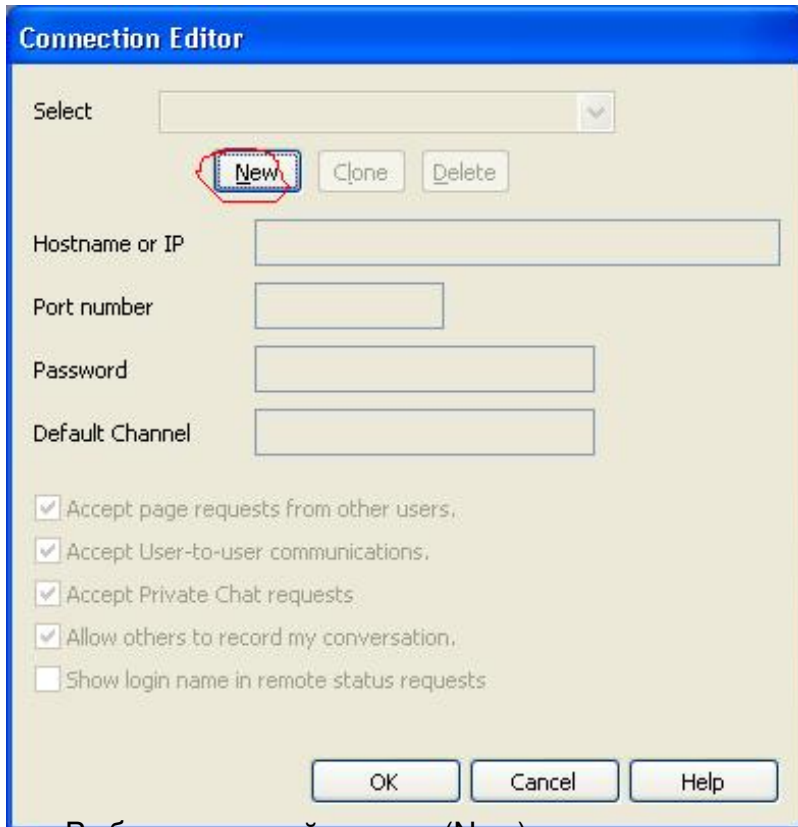 Connection Editor
Select
New Clone Delete
Hostname or IP
Port number
Password
Default Channel
Accept page requests from other users.
Accept User-to-user communications.
Accept Private Chat requests
Allow others to record my conversation.
Show login name in remote status requests
OK Cancel Help
(New)